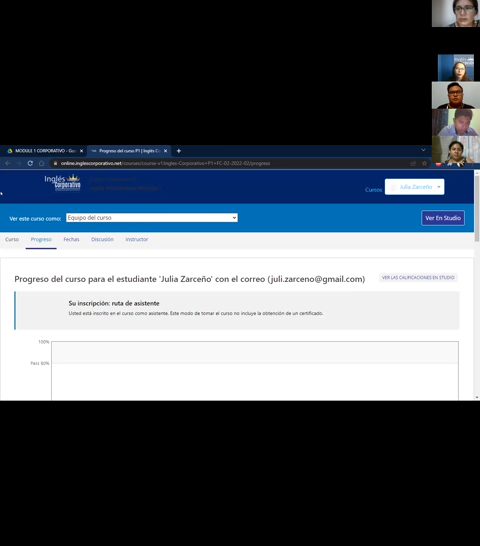 MODULE 1 CORPORATIVO - Go
Progreso del curso P1 | Inglés C
online.inglescorporativo.net/courses/course-v1:Ingles-Corporativo+P1+FC-02-2022-02/progress
Inglés
Corporativo
Cursos
Julia Zarceño
Ver este curso como:
Equipo del curso
Ver En Studio
Curso
Progreso
Fechas
Discusión
Instructor
Progreso del curso para el estudiante 'Julia Zarceño' con el correo (juli.zarceno@gmail.com)
VER LAS CALIFICACIONES EN STUDIO
Su inscripción: ruta de asistente
Usted está inscrito en el curso como asistente. Este modo de tomar el curso no incluye la obtención de un certificado.
100%
Pass 80%